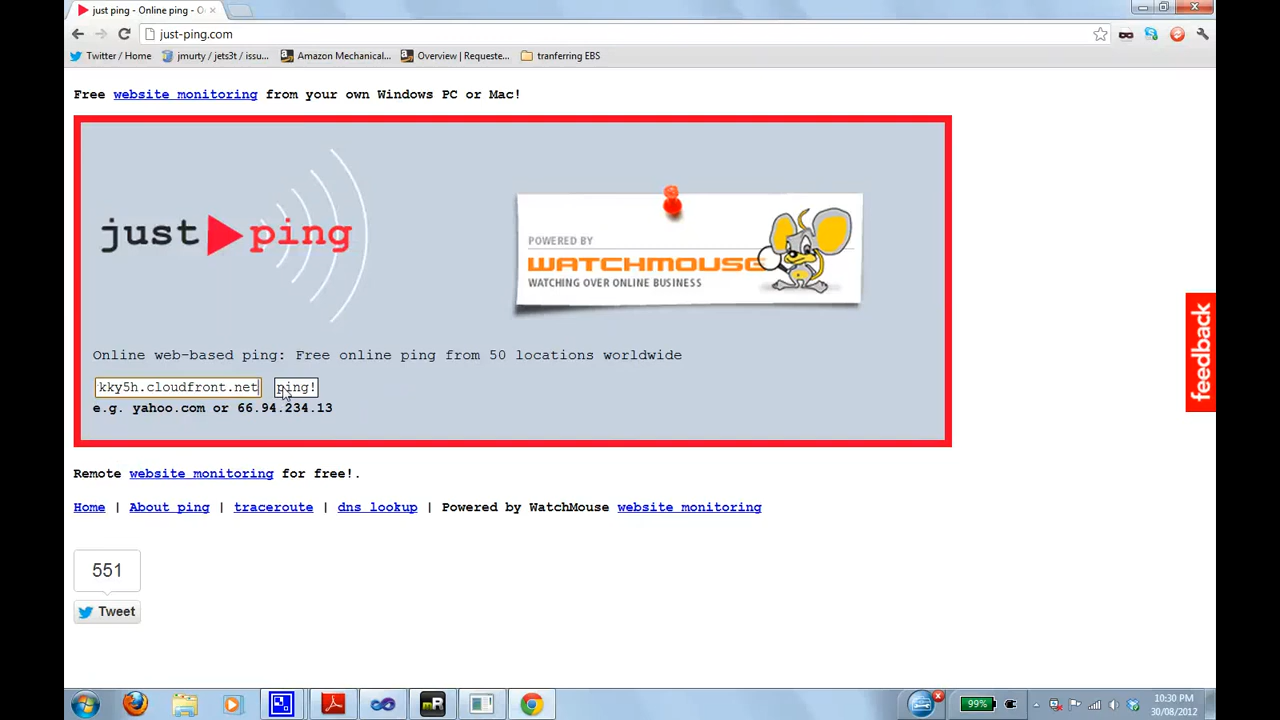 just ping - Online ping - O
just-ping.com
Twitter / Home
jmurty / jets3t / issu...
Amazon Mechanical...
Overview | Requeste...
tranferring EBS
Free website monitoring from your own Windows PC or Mac!
just ping
POWERED BY
WATCHMOUSE
WATCHING OVER ONLINE BUSINESS
Online web-based ping: Free online ping from 50 locations worldwide
kky5h.cloudfront.net ping!
e.g. yahoo.com or 66.94.234.13
feedback
Remote website monitoring for free!.
Home | About ping | traceroute | dns lookup | Powered by WatchMouse website monitoring
551
Tweet
mR
99%
10:30 PM
30/08/2012